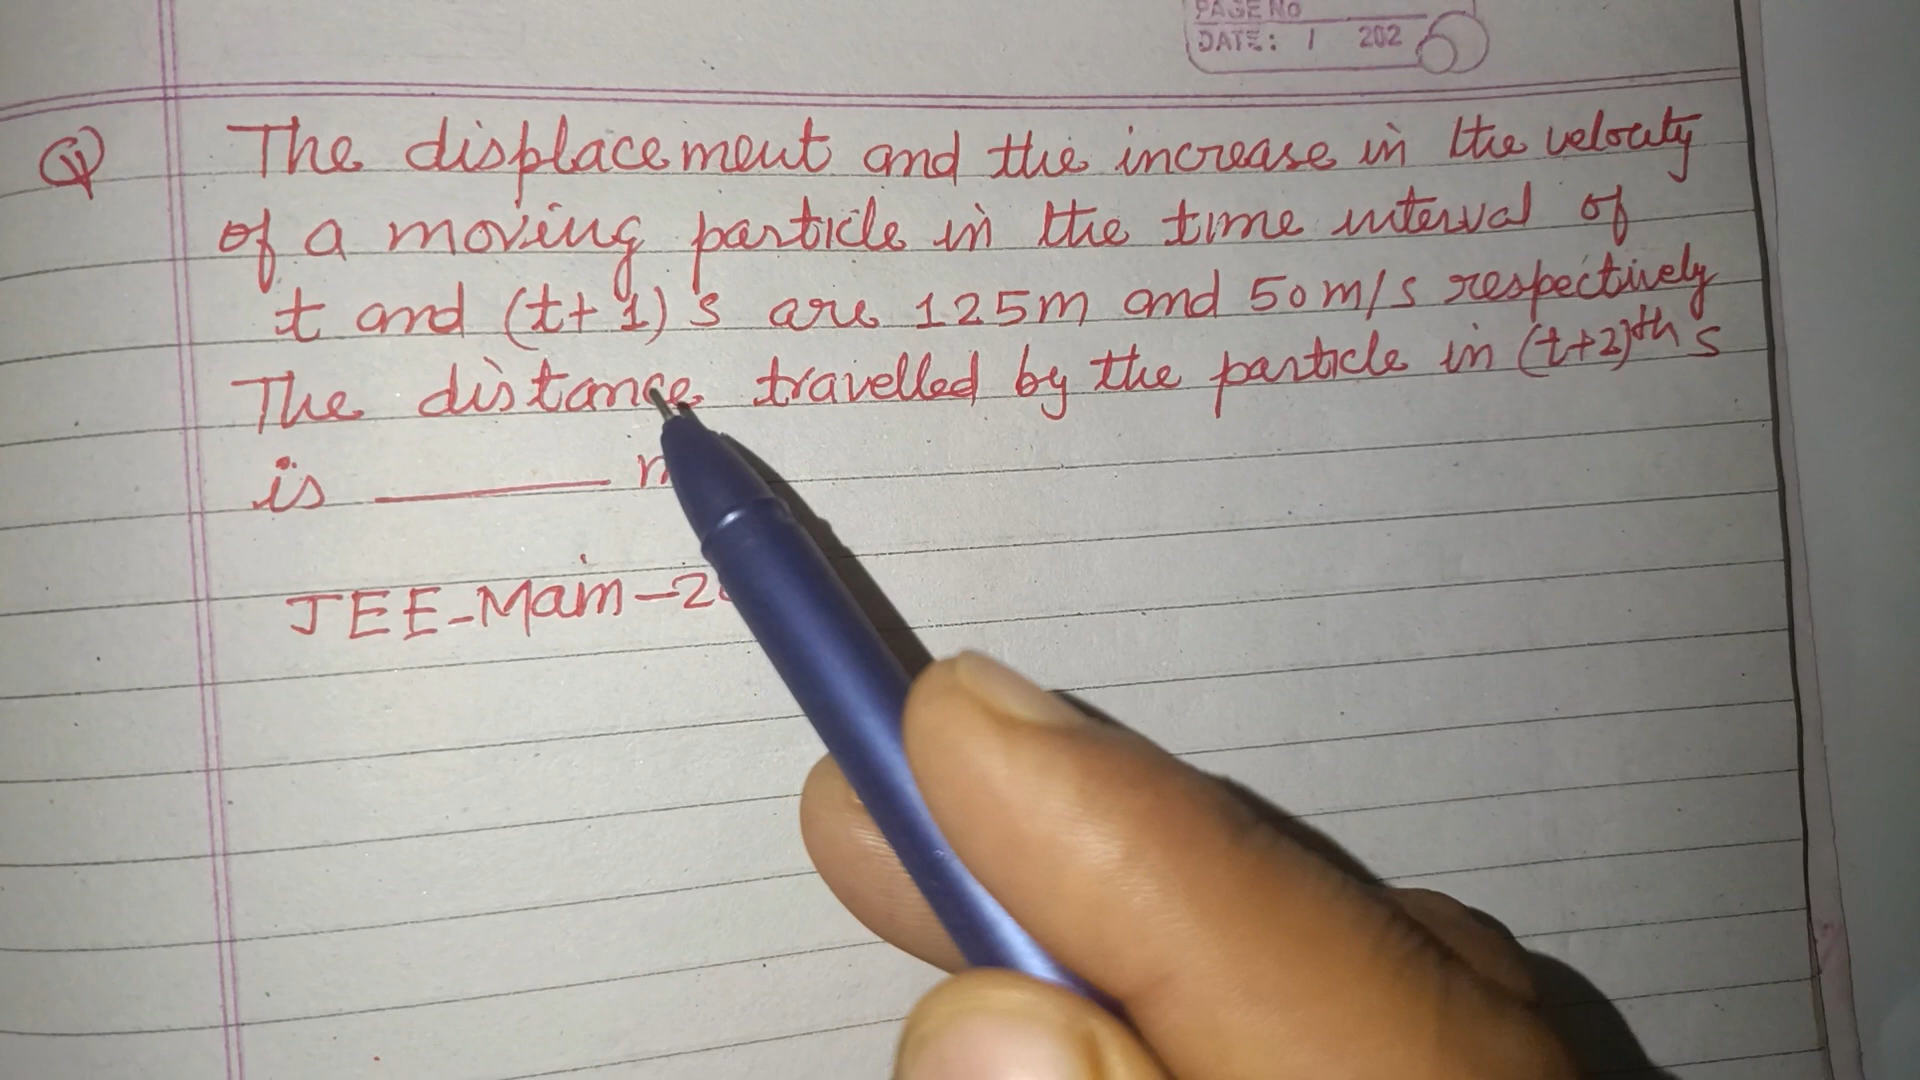 PAGE No
DATE: / 202
Q The displacement and the increase in the velocity
of a moving particle in the time interval of
t and (t+1) s are 125m and 50m/s respectively
The distance travelled by the particle in (t+2)th s
is ______ m
JEE-Main-2